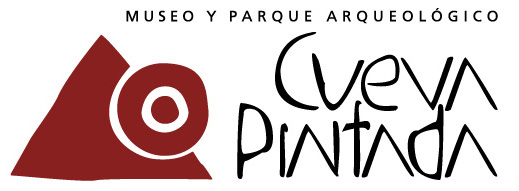 MUSEO Y PARQUE ARQUEOLÓGICO
Cueva
Pintada